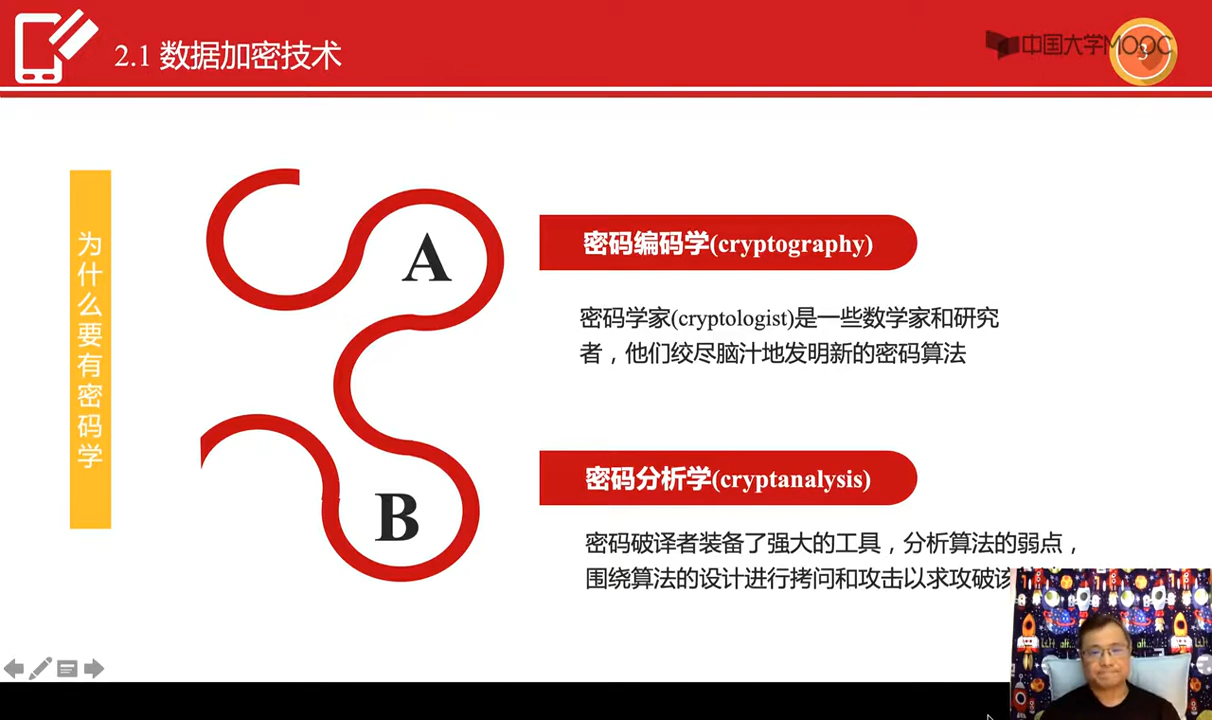 2.1 数据加密技术
中国大学MOOC
3
为什么要有密码学
A
密码编码学(cryptography)
密码学家(cryptologist)是一些数学家和研究
者，他们绞尽脑汁地发明新的密码算法
B
密码分析学(cryptanalysis)
密码破译者装备了强大的工具，分析算法的弱点，
围绕算法的设计进行拷问和攻击以求攻破该